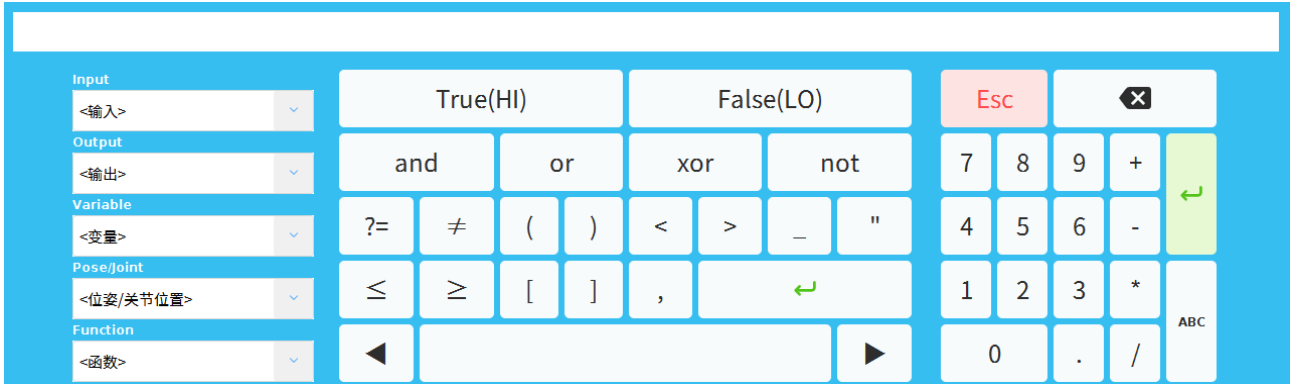 Input
<输入>
Output
<输出>
Variable
<变量>
Pose/Joint
<位姿/关节位置>
Function
<函数>
True(HI) False(LO)
and or xor not
?= ≠ ( ) < > _ "
≤ ≥ [ ] ,
Esc
7 8 9 +
4 5 6 -
1 2 3 *
ABC
0 . /